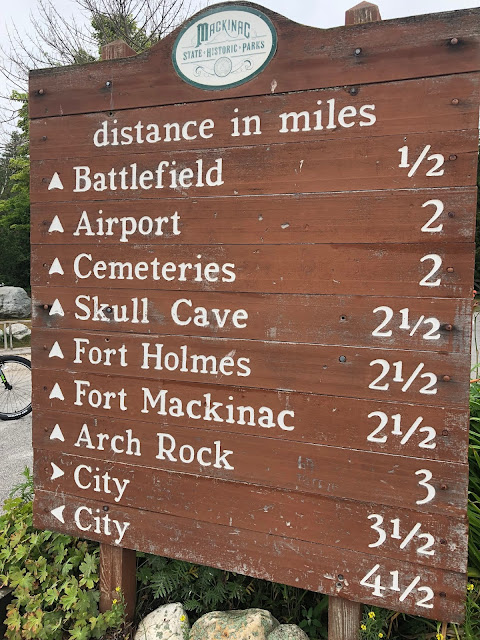 MACKINAC
STATE • HISTORIC • PARKS
distance in miles
Battlefield 1/2
Airport 2
Cemeteries 2
Skull Cave 2 1/2
Fort Holmes 2 1/2
Fort Mackinac 2 1/2
Arch Rock 3
City 3 1/2
City 4 1/2